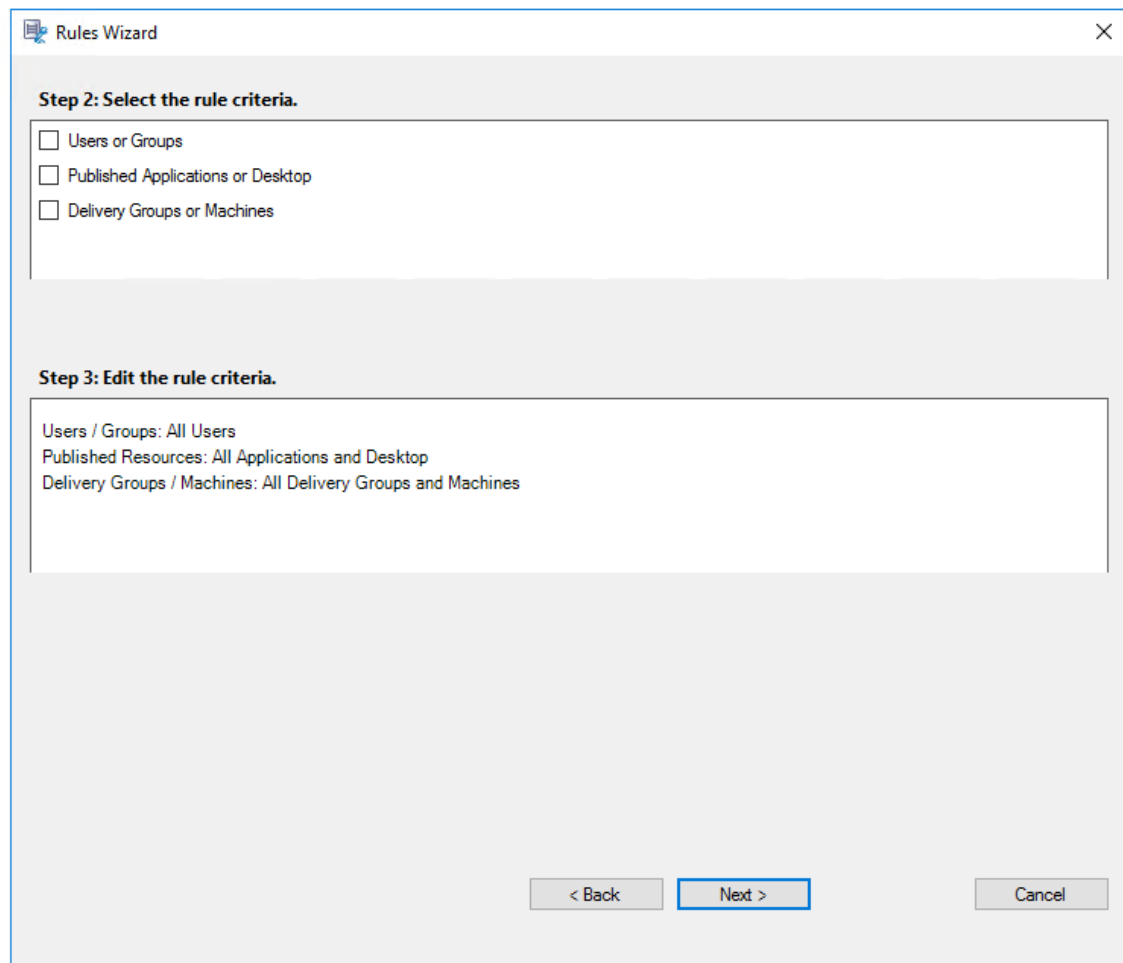 Rules Wizard
Step 2: Select the rule criteria.
Users or Groups
Published Applications or Desktop
Delivery Groups or Machines
Step 3: Edit the rule criteria.
Users / Groups: All Users
Published Resources: All Applications and Desktop
Delivery Groups / Machines: All Delivery Groups and Machines
< Back Next > Cancel